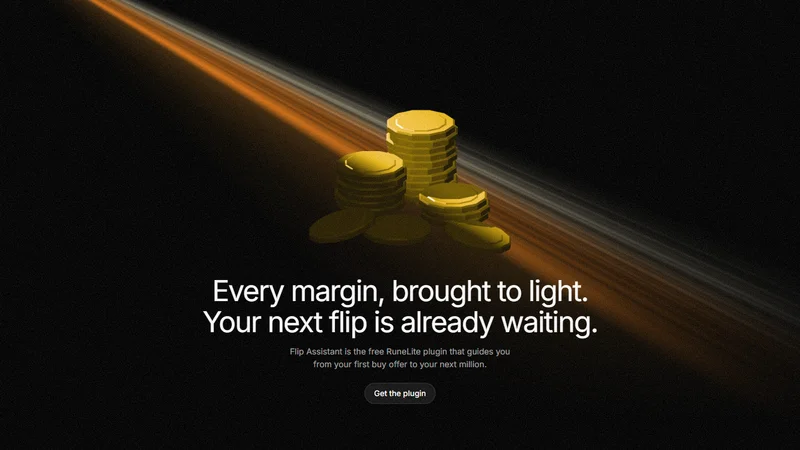 Every margin, brought to light.
Your next flip is already waiting.
Flip Assistant is the free RuneLite plugin that guides you
from your first buy offer to your next million.
Get the plugin